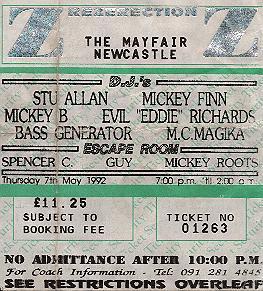 REZERECTION
Z Z
THE MAYFAIR
NEWCASTLE
D.J.'s
STU ALLAN MICKEY FINN
MICKEY B EVIL "EDDIE" RICHARDS
BASS GENERATOR M.C. MAGIKA
ESCAPE ROOM
SPENCER C. GUY MICKEY ROOTS
Thursday 7th May 1992 7:00 p.m. til 2:00 a.m.
£11.25
SUBJECT TO
BOOKING FEE
TICKET NO
01263
NO ADMITTANCE AFTER 10:00 P.M.
For Coach Information - Tel: 091 281 4845
SEE RESTRICTIONS OVERLEAF